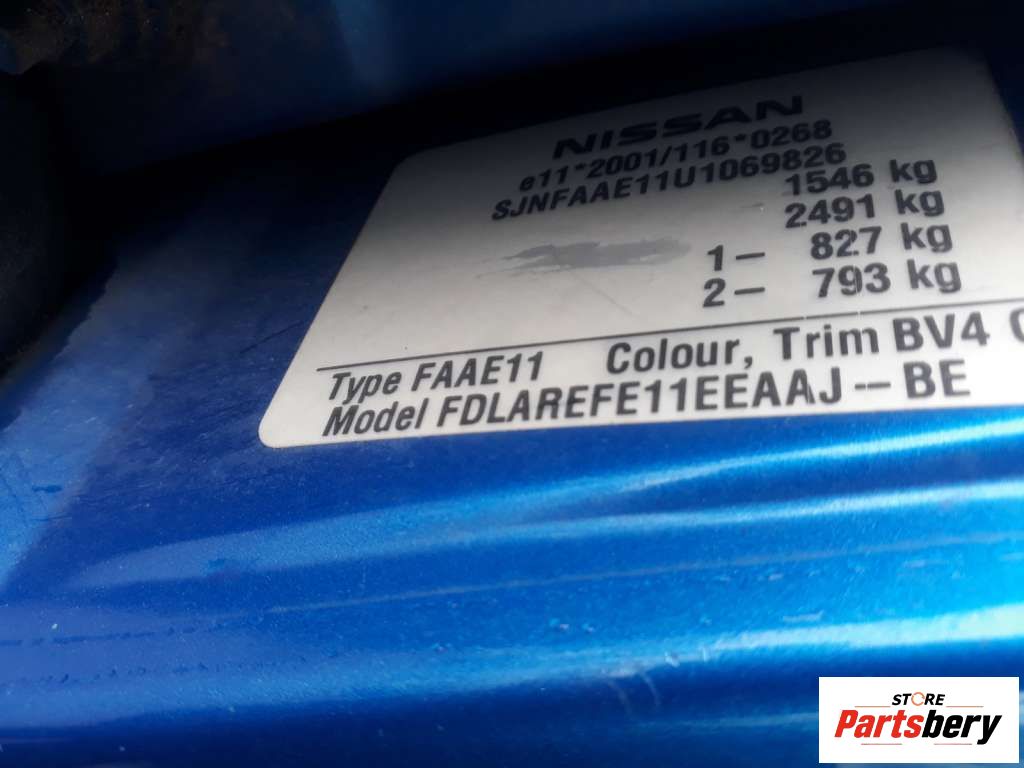 NISSAN
e11*2001/116*0268
SJNFAAE11U1069826
1546 kg
2491 kg
1– 827 kg
2– 793 kg
Type FAAE11 Colour, Trim BV4
Model FDLAREFE11EEAAJ–– BE
STORE
Partsbery